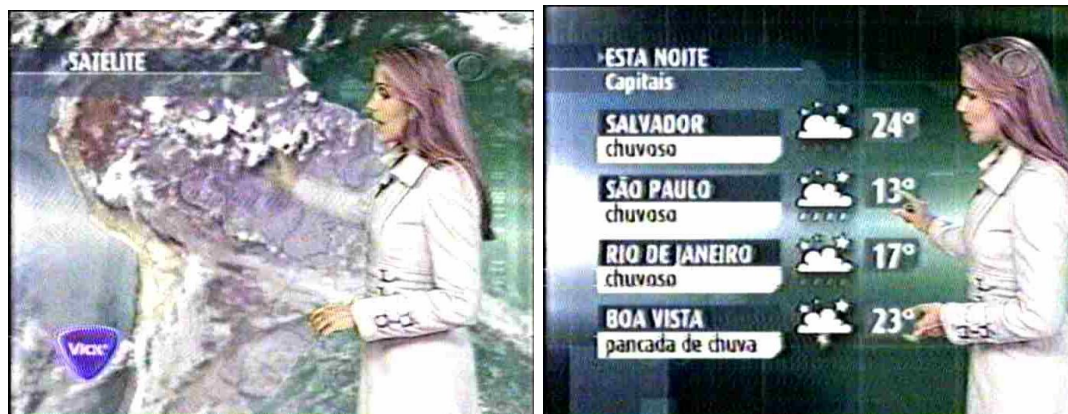 SATELITE
Vick
ESTA NOITE
Capitais
SALVADOR
chuvoso
24°
SÃO PAULO
chuvoso
13°
RIO DE JANEIRO
chuvoso
17°
BOA VISTA
pancada de chuva
23°